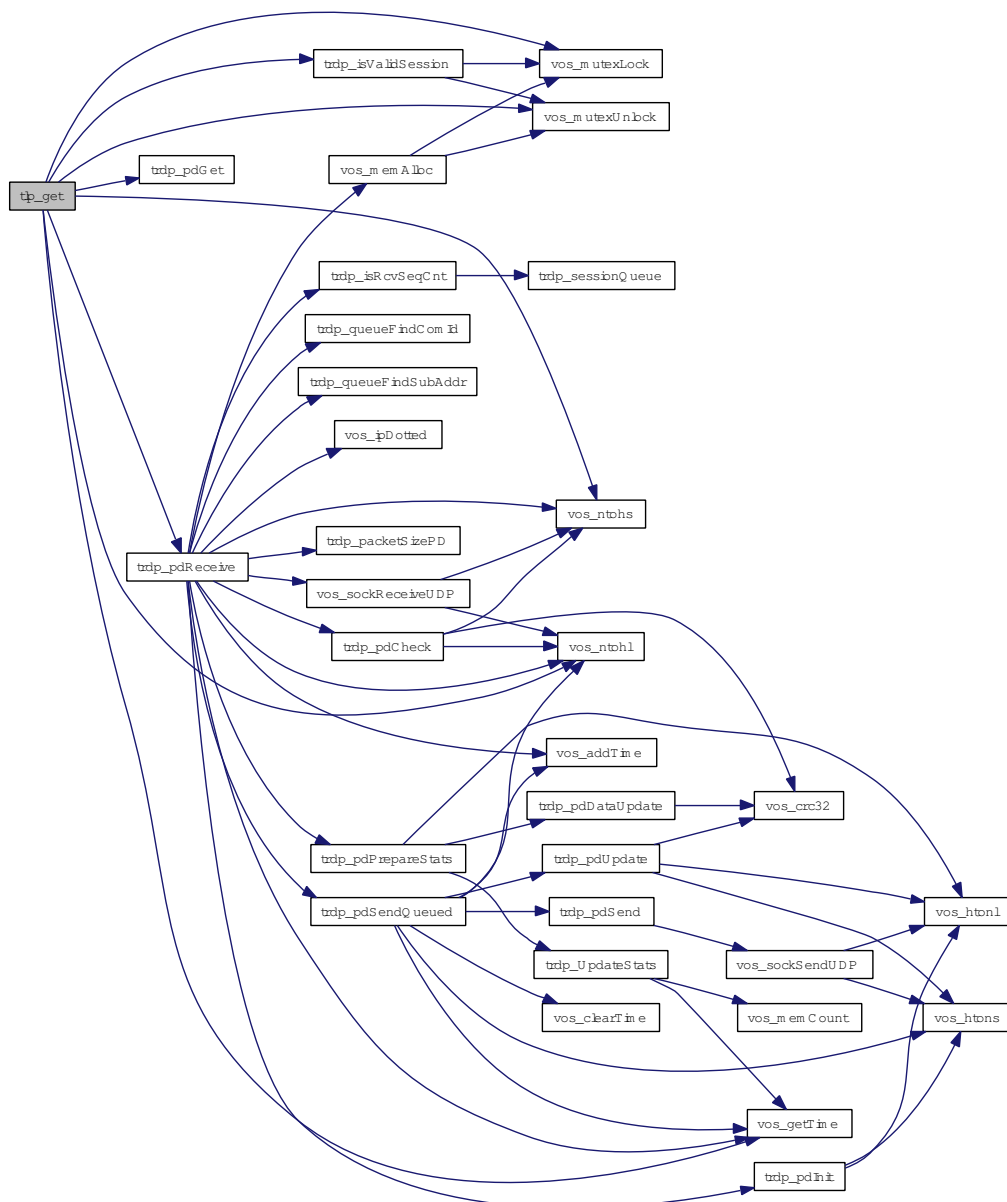 trdp_isValidSession
vos_mutexLock
vos_mutexUnlock
trdp_pdGet
vos_memAlloc
tlp_get
trdp_isRcvSeqCnt
trdp_sessionQueue
trdp_queueFindComId
trdp_queueFindSubAddr
vos_ipDotted
vos_ntohs
trdp_packetSizePD
trdp_pdReceive
vos_sockReceiveUDP
trdp_pdCheck
vos_ntohl
vos_addTime
trdp_pdDataUpdate
vos_crc32
trdp_pdPrepareStats
trdp_pdUpdate
trdp_pdSendQueued
trdp_pdSend
vos_htonl
trdp_UpdateStats
vos_sockSendUDP
vos_clearTime
vos_memCount
vos_htons
vos_getTime
trdp_pdInit